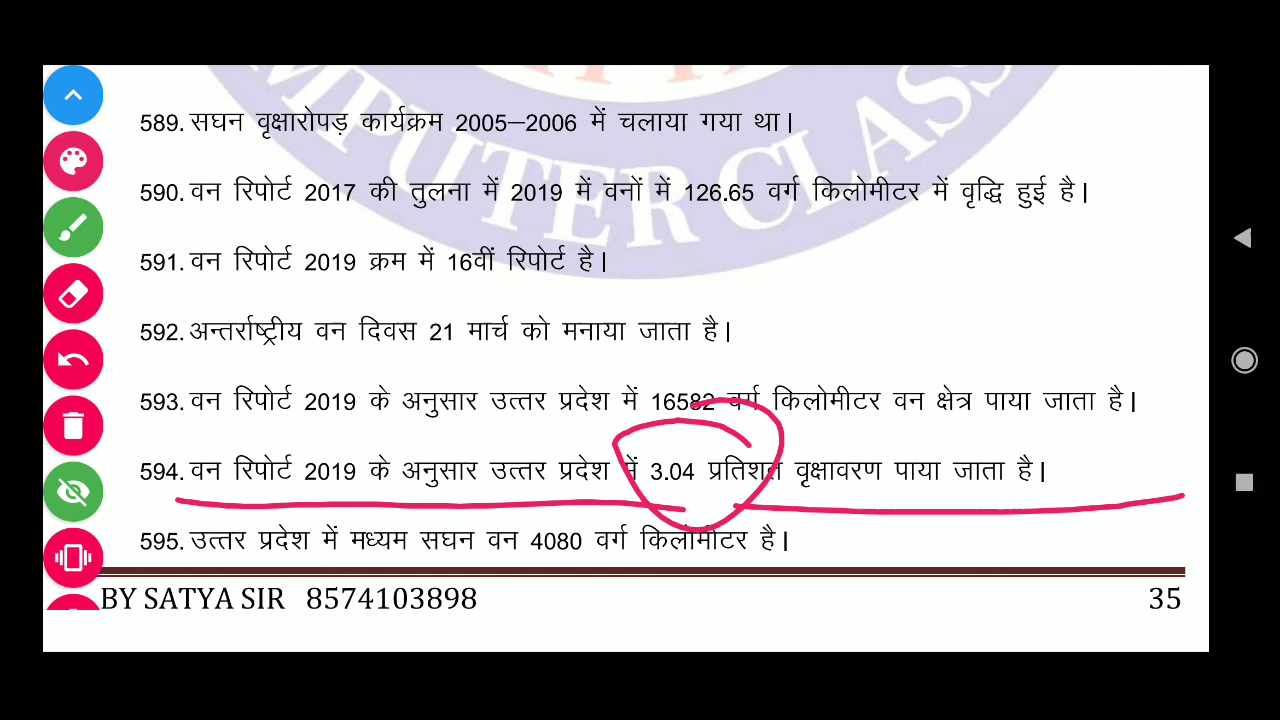 MPUTER CLASS
589. सघन वृक्षारोपड़ कार्यक्रम 2005–2006 में चलाया गया था।
590. वन रिपोर्ट 2017 की तुलना में 2019 में वनों में 126.65 वर्ग किलोमीटर में वृद्धि हुई है।
591. वन रिपोर्ट 2019 क्रम में 16वीं रिपोर्ट है।
592. अन्तर्राष्ट्रीय वन दिवस 21 मार्च को मनाया जाता है।
593. वन रिपोर्ट 2019 के अनुसार उत्तर प्रदेश में 16582 वर्ग किलोमीटर वन क्षेत्र पाया जाता है।
594. वन रिपोर्ट 2019 के अनुसार उत्तर प्रदेश में 3.04 प्रतिशत वृक्षावरण पाया जाता है।
595. उत्तर प्रदेश में मध्यम सघन वन 4080 वर्ग किलोमीटर है।
BY SATYA SIR 8574103898 35